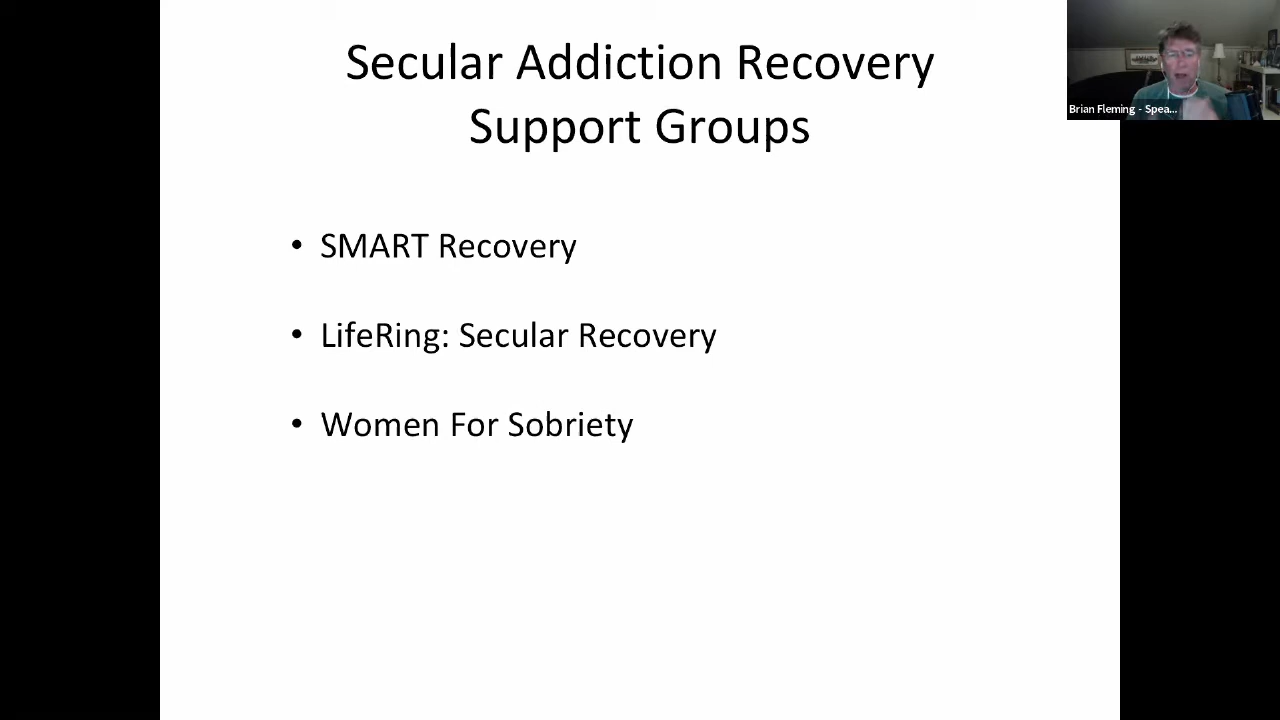 Secular Addiction Recovery
Support Groups
• SMART Recovery
• LifeRing: Secular Recovery
• Women For Sobriety
Brian Fleming - Spea...